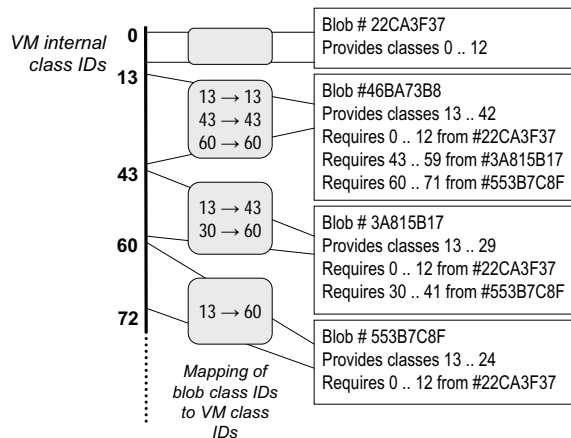 VM internal
class IDs
0
13
43
60
72
13 → 13
43 → 43
60 → 60
13 → 43
30 → 60
13 → 60
Mapping of
blob class IDs
to VM class
IDs
Blob # 22CA3F37
Provides classes 0 .. 12
Blob #46BA73B8
Provides classes 13 .. 42
Requires 0 .. 12 from #22CA3F37
Requires 43 .. 59 from #3A815B17
Requires 60 .. 71 from #553B7C8F
Blob # 3A815B17
Provides classes 13 .. 29
Requires 0 .. 12 from #22CA3F37
Requires 30 .. 41 from #553B7C8F
Blob # 553B7C8F
Provides classes 13 .. 24
Requires 0 .. 12 from #22CA3F37